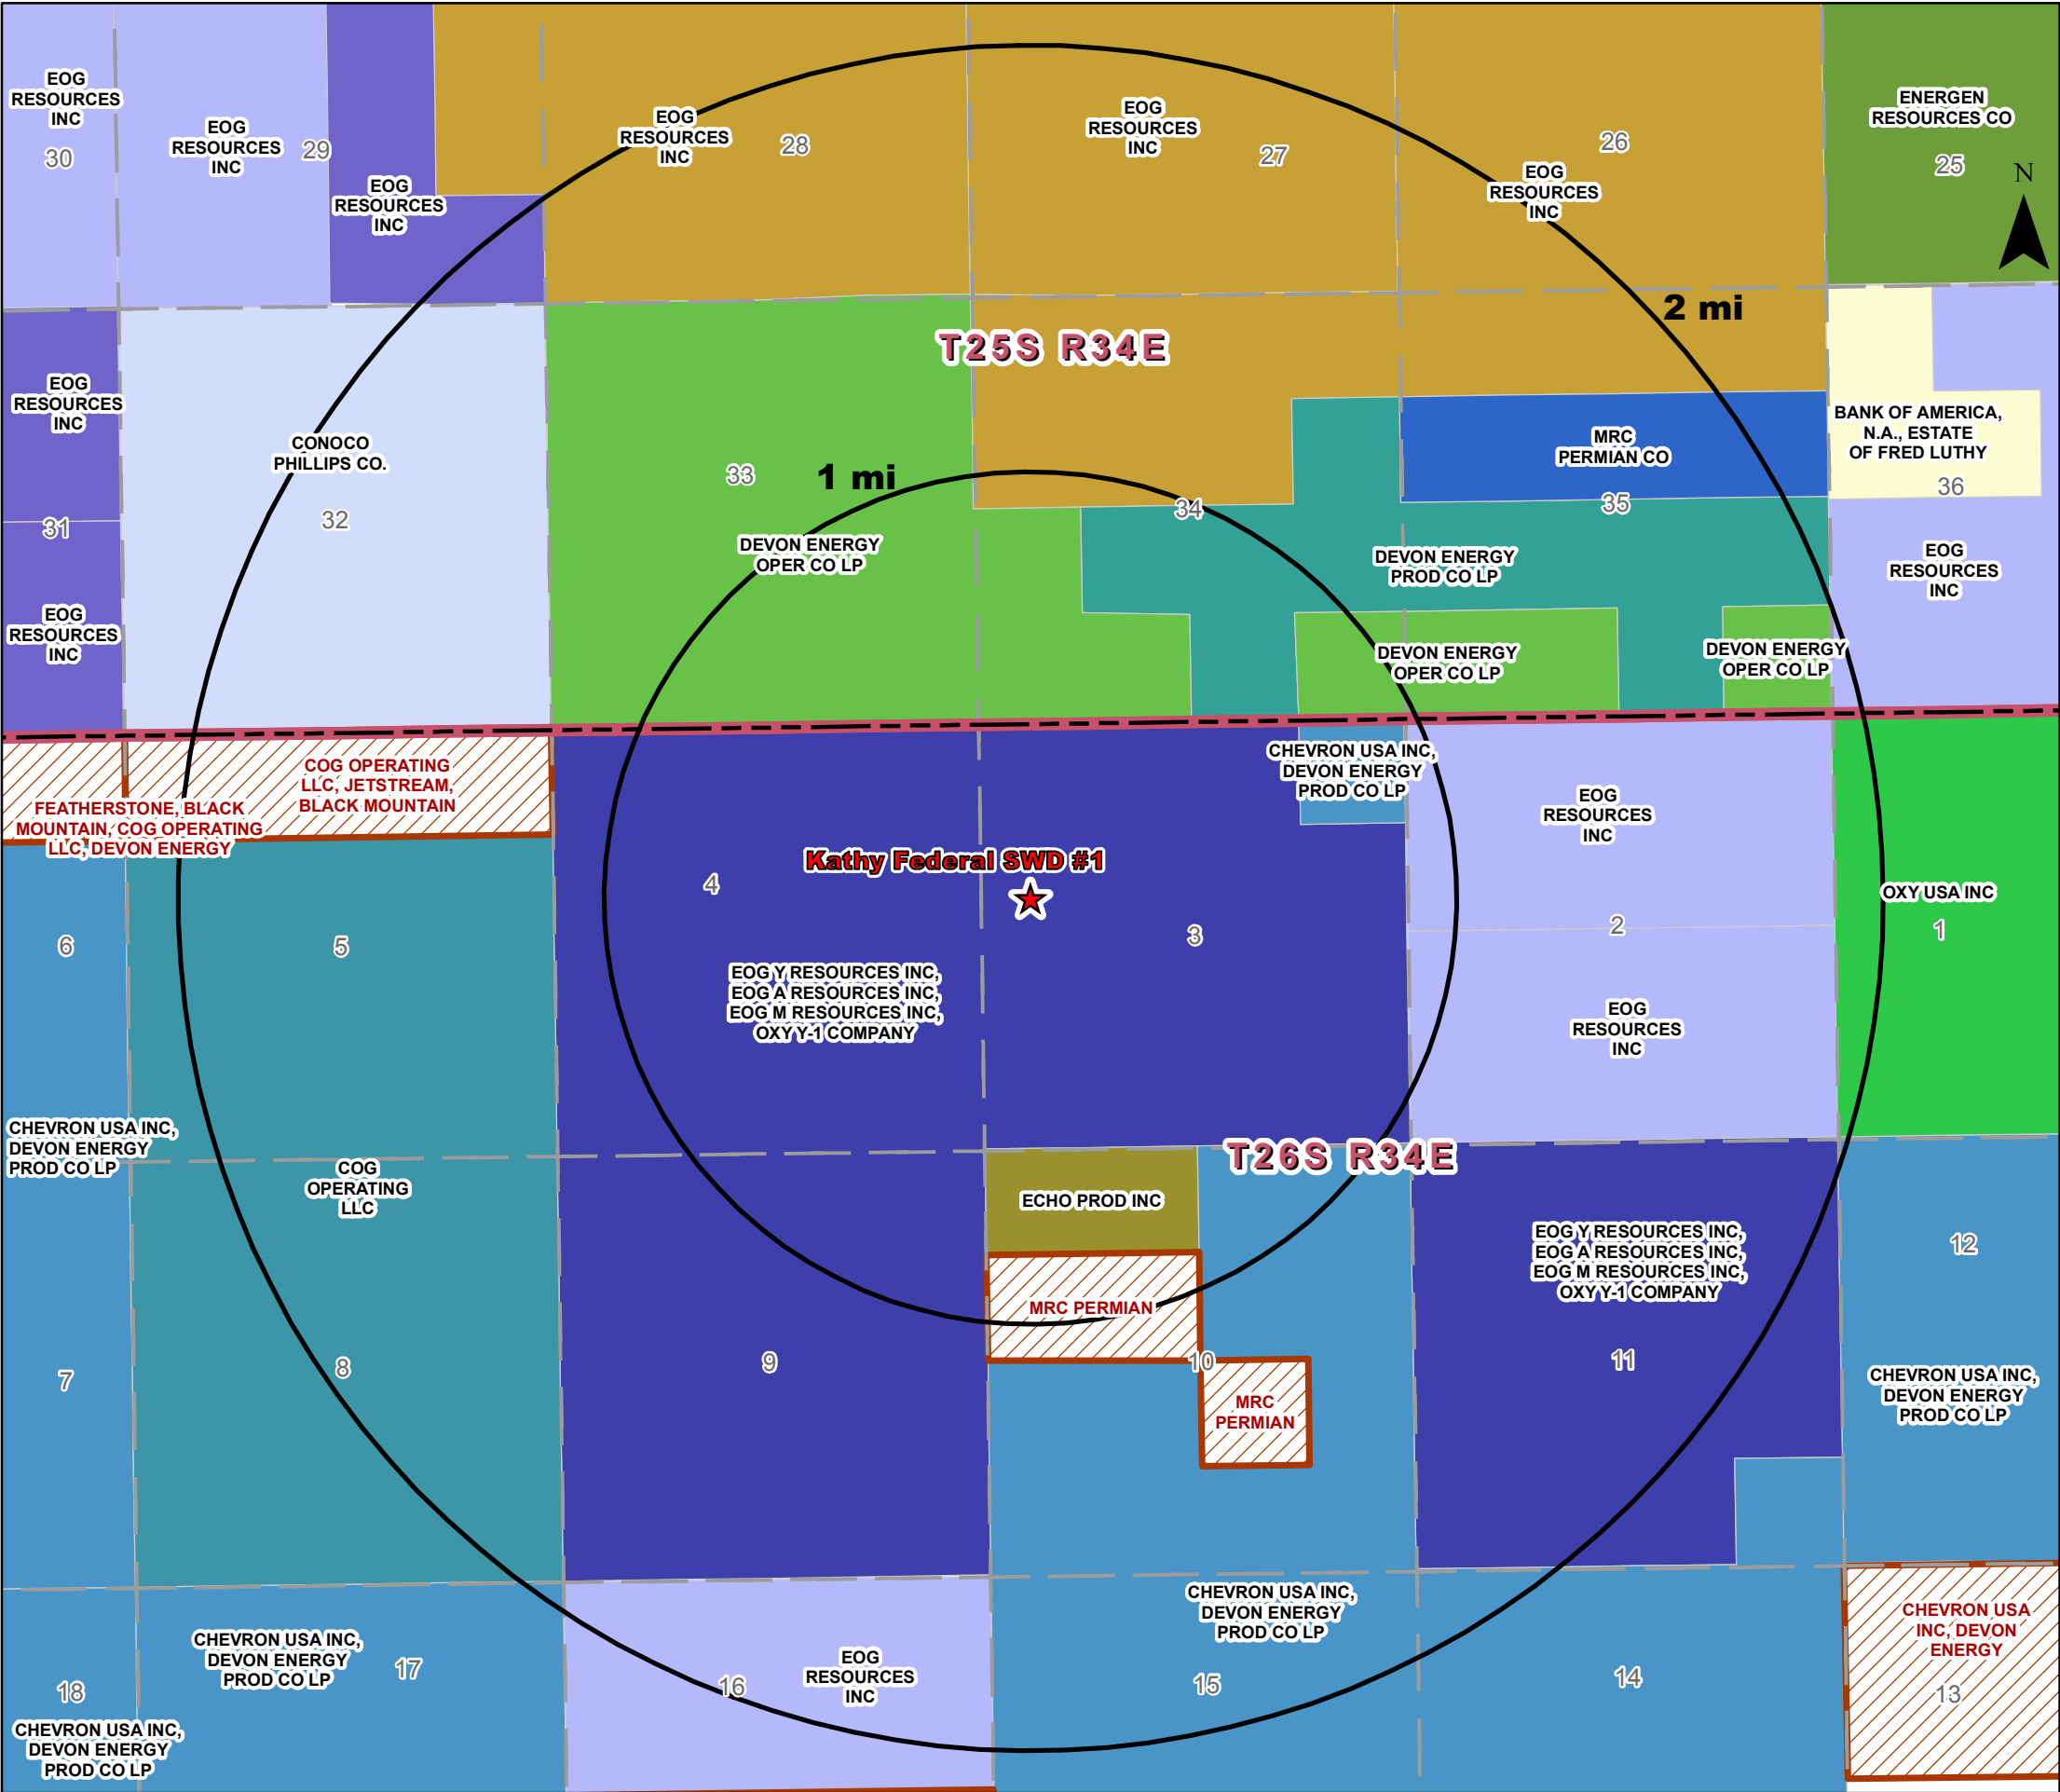 EOG
RESOURCES
INC
30
EOG
RESOURCES
INC
29
EOG
RESOURCES
INC
EOG
RESOURCES
INC
28
EOG
RESOURCES
INC
27
26
EOG
RESOURCES
INC
ENERGEN
RESOURCES CO
25
N
2 mi
T25S R34E
EOG
RESOURCES
INC
31
EOG
RESOURCES
INC
CONOCO
PHILLIPS CO.
32
33
1 mi
DEVON ENERGY
OPER CO LP
34
MRC
PERMIAN CO
35
DEVON ENERGY
PROD CO LP
BANK OF AMERICA,
N.A., ESTATE
OF FRED LUTHY
36
EOG
RESOURCES
INC
DEVON ENERGY
OPER CO LP
DEVON ENERGY
OPER CO LP
COG OPERATING
LLC, JETSTREAM,
BLACK MOUNTAIN
FEATHERSTONE, BLACK
MOUNTAIN, COG OPERATING
LLC, DEVON ENERGY
CHEVRON USA INC,
DEVON ENERGY
PROD CO LP
EOG
RESOURCES
INC
Kathy Federal SWD #1
4
3
6
5
2
OXY USA INC
1
EOG Y RESOURCES INC,
EOG A RESOURCES INC,
EOG M RESOURCES INC,
OXY Y-1 COMPANY
EOG
RESOURCES
INC
CHEVRON USA INC,
DEVON ENERGY
PROD CO LP
COG
OPERATING
LLC
T26S R34E
ECHO PROD INC
EOG Y RESOURCES INC,
EOG A RESOURCES INC,
EOG M RESOURCES INC,
OXY Y-1 COMPANY
12
MRC PERMIAN
7
8
9
10
11
MRC
PERMIAN
CHEVRON USA INC,
DEVON ENERGY
PROD CO LP
CHEVRON USA INC,
DEVON ENERGY
PROD CO LP
CHEVRON USA
INC, DEVON
ENERGY
13
CHEVRON USA INC,
DEVON ENERGY
PROD CO LP
17
EOG
RESOURCES
INC
16
15
14
18
CHEVRON USA INC,
DEVON ENERGY
PROD CO LP